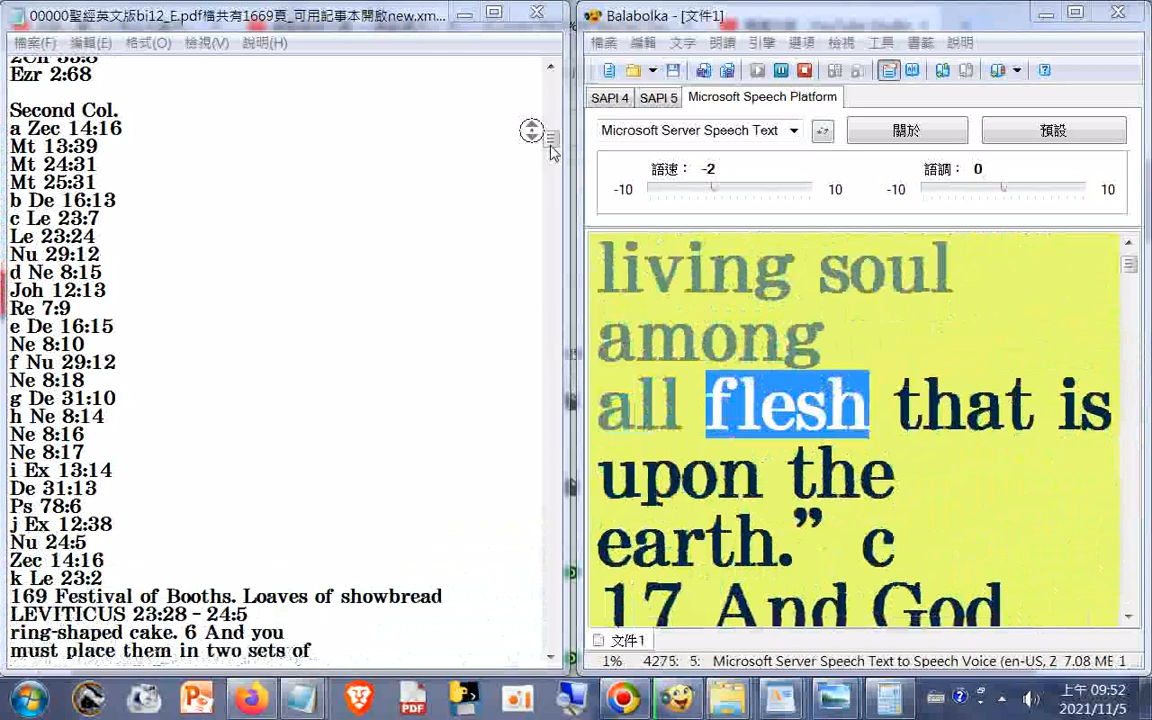 00000聖經英文版bi12_E.pdf檔共有1669頁_可用記事本開啟new.xm...
檔案(F) 編輯(E) 格式(O) 檢視(V) 說明(H)
Ezr 2:68
Second Col.
a Zec 14:16
Mt 13:39
Mt 24:31
Mt 25:31
b De 16:13
c Le 23:7
Le 23:24
Nu 29:12
d Ne 8:15
Joh 12:13
Re 7:9
e De 16:15
Ne 8:10
f Nu 29:12
Ne 8:18
g De 31:10
h Ne 8:14
Ne 8:16
Ne 8:17
i Ex 13:14
De 31:13
Ps 78:6
j Ex 12:38
Nu 24:5
Zec 14:16
k Le 23:2
169 Festival of Booths. Loaves of showbread
LEVITICUS 23:28 – 24:5
ring-shaped cake. 6 And you
must place them in two sets of
Balabolka - [文件1]
檔案 編輯 文字 朗讀 引擎 選項 檢視 工具 書籤 說明
SAPI 4 SAPI 5 Microsoft Speech Platform
Microsoft Server Speech Text 關於 預設
語速： -2 語調： 0
-10 10 -10 10
living soul
among
all flesh that is
upon the
earth.” c
17 And God
文件1
1% 4275: 5: Microsoft Server Speech Text to Speech Voice (en-US, 2 7.08 ME 1
PDF
上午 09:52
2021/11/5